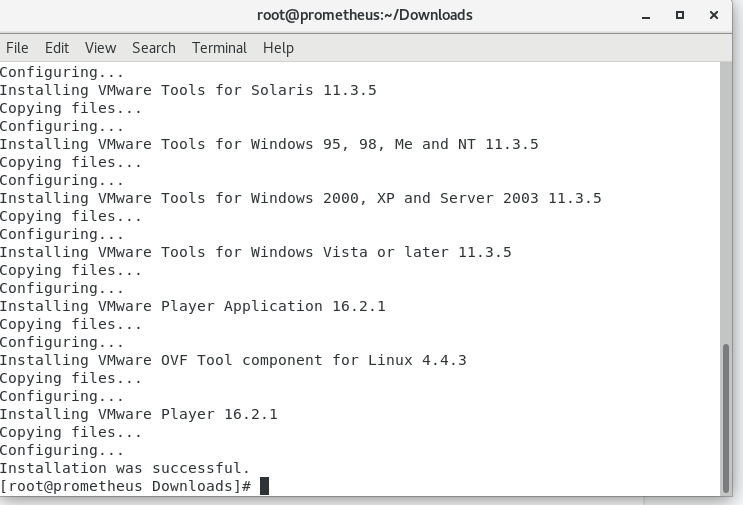 root@prometheus:~/Downloads
File Edit View Search Terminal Help
Configuring...
Installing VMware Tools for Solaris 11.3.5
Copying files...
Configuring...
Installing VMware Tools for Windows 95, 98, Me and NT 11.3.5
Copying files...
Configuring...
Installing VMware Tools for Windows 2000, XP and Server 2003 11.3.5
Copying files...
Configuring...
Installing VMware Tools for Windows Vista or later 11.3.5
Copying files...
Configuring...
Installing VMware Player Application 16.2.1
Copying files...
Configuring...
Installing VMware OVF Tool component for Linux 4.4.3
Copying files...
Configuring...
Installing VMware Player 16.2.1
Copying files...
Configuring...
Installation was successful.
[root@prometheus Downloads]#